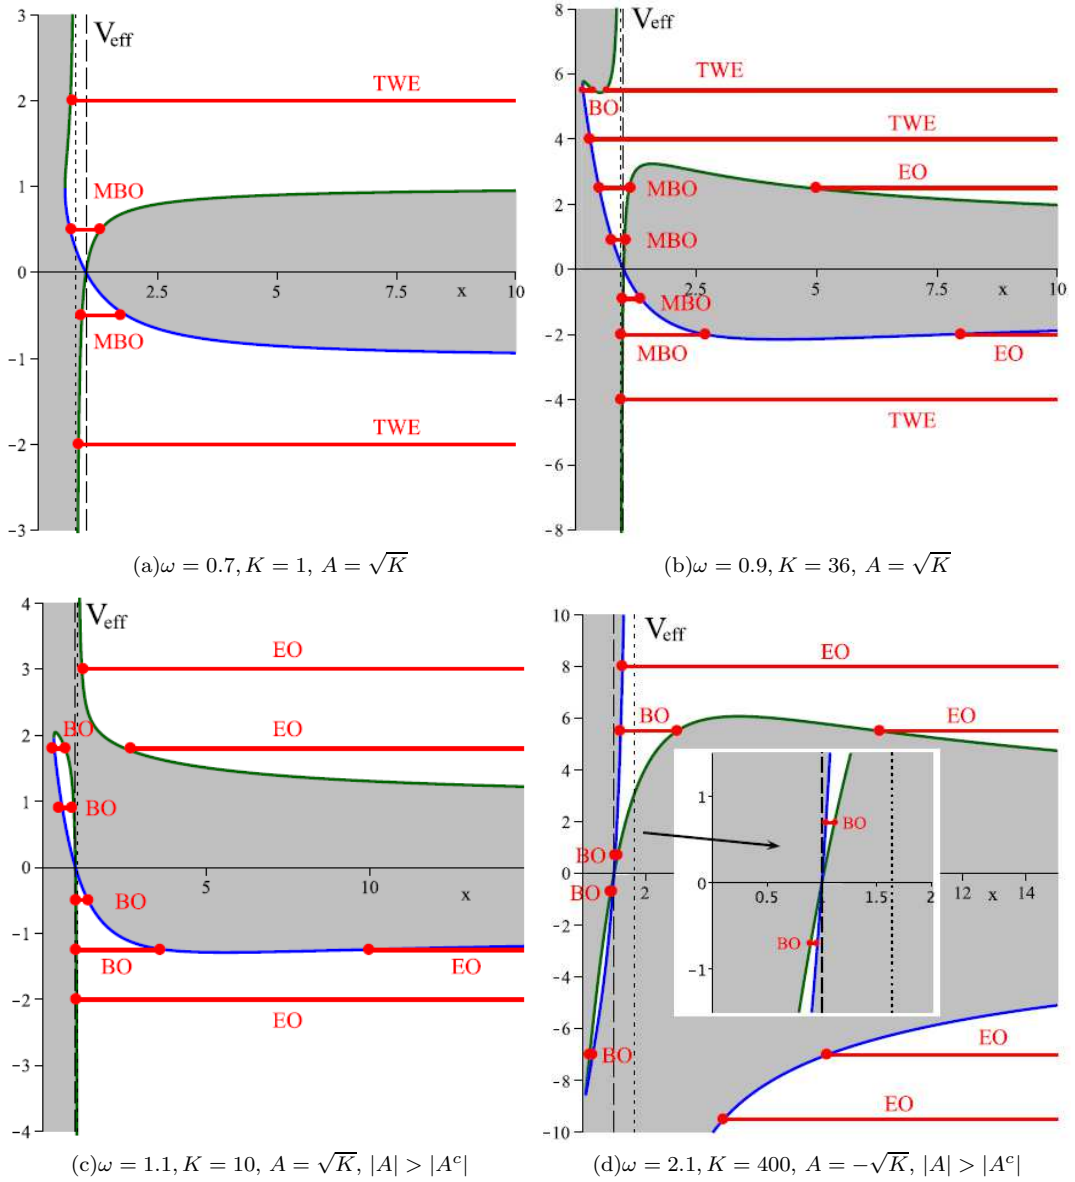 V_eff
3
TWE
2
MBO
1
0
2.5
5
7.5
x
10
MBO
-1
TWE
-2
-3
(a)ω = 0.7, K = 1, A = √K
V_eff
8
TWE
6
BO
TWE
4
EO
MBO
2
MBO
0
2.5
5
7.5
x
10
MBO
-2
MBO
EO
-4
TWE
-6
-8
(b)ω = 0.9, K = 36, A = √K
4
V_eff
EO
3
BO
EO
2
BO
1
0
5
10
x
BO
-1
BO
EO
-2
EO
-3
-4
(c)ω = 1.1, K = 10, A = √K, |A| > |A^c|
10
V_eff
8
EO
6
BO
EO
4
2
BO
0
2
12
x
14
BO
-2
-4
-6
BO
EO
-8
EO
-10
1
BO
0
0.5
1
1.5
2
BO
-1
(d)ω = 2.1, K = 400, A = −√K, |A| > |A^c|